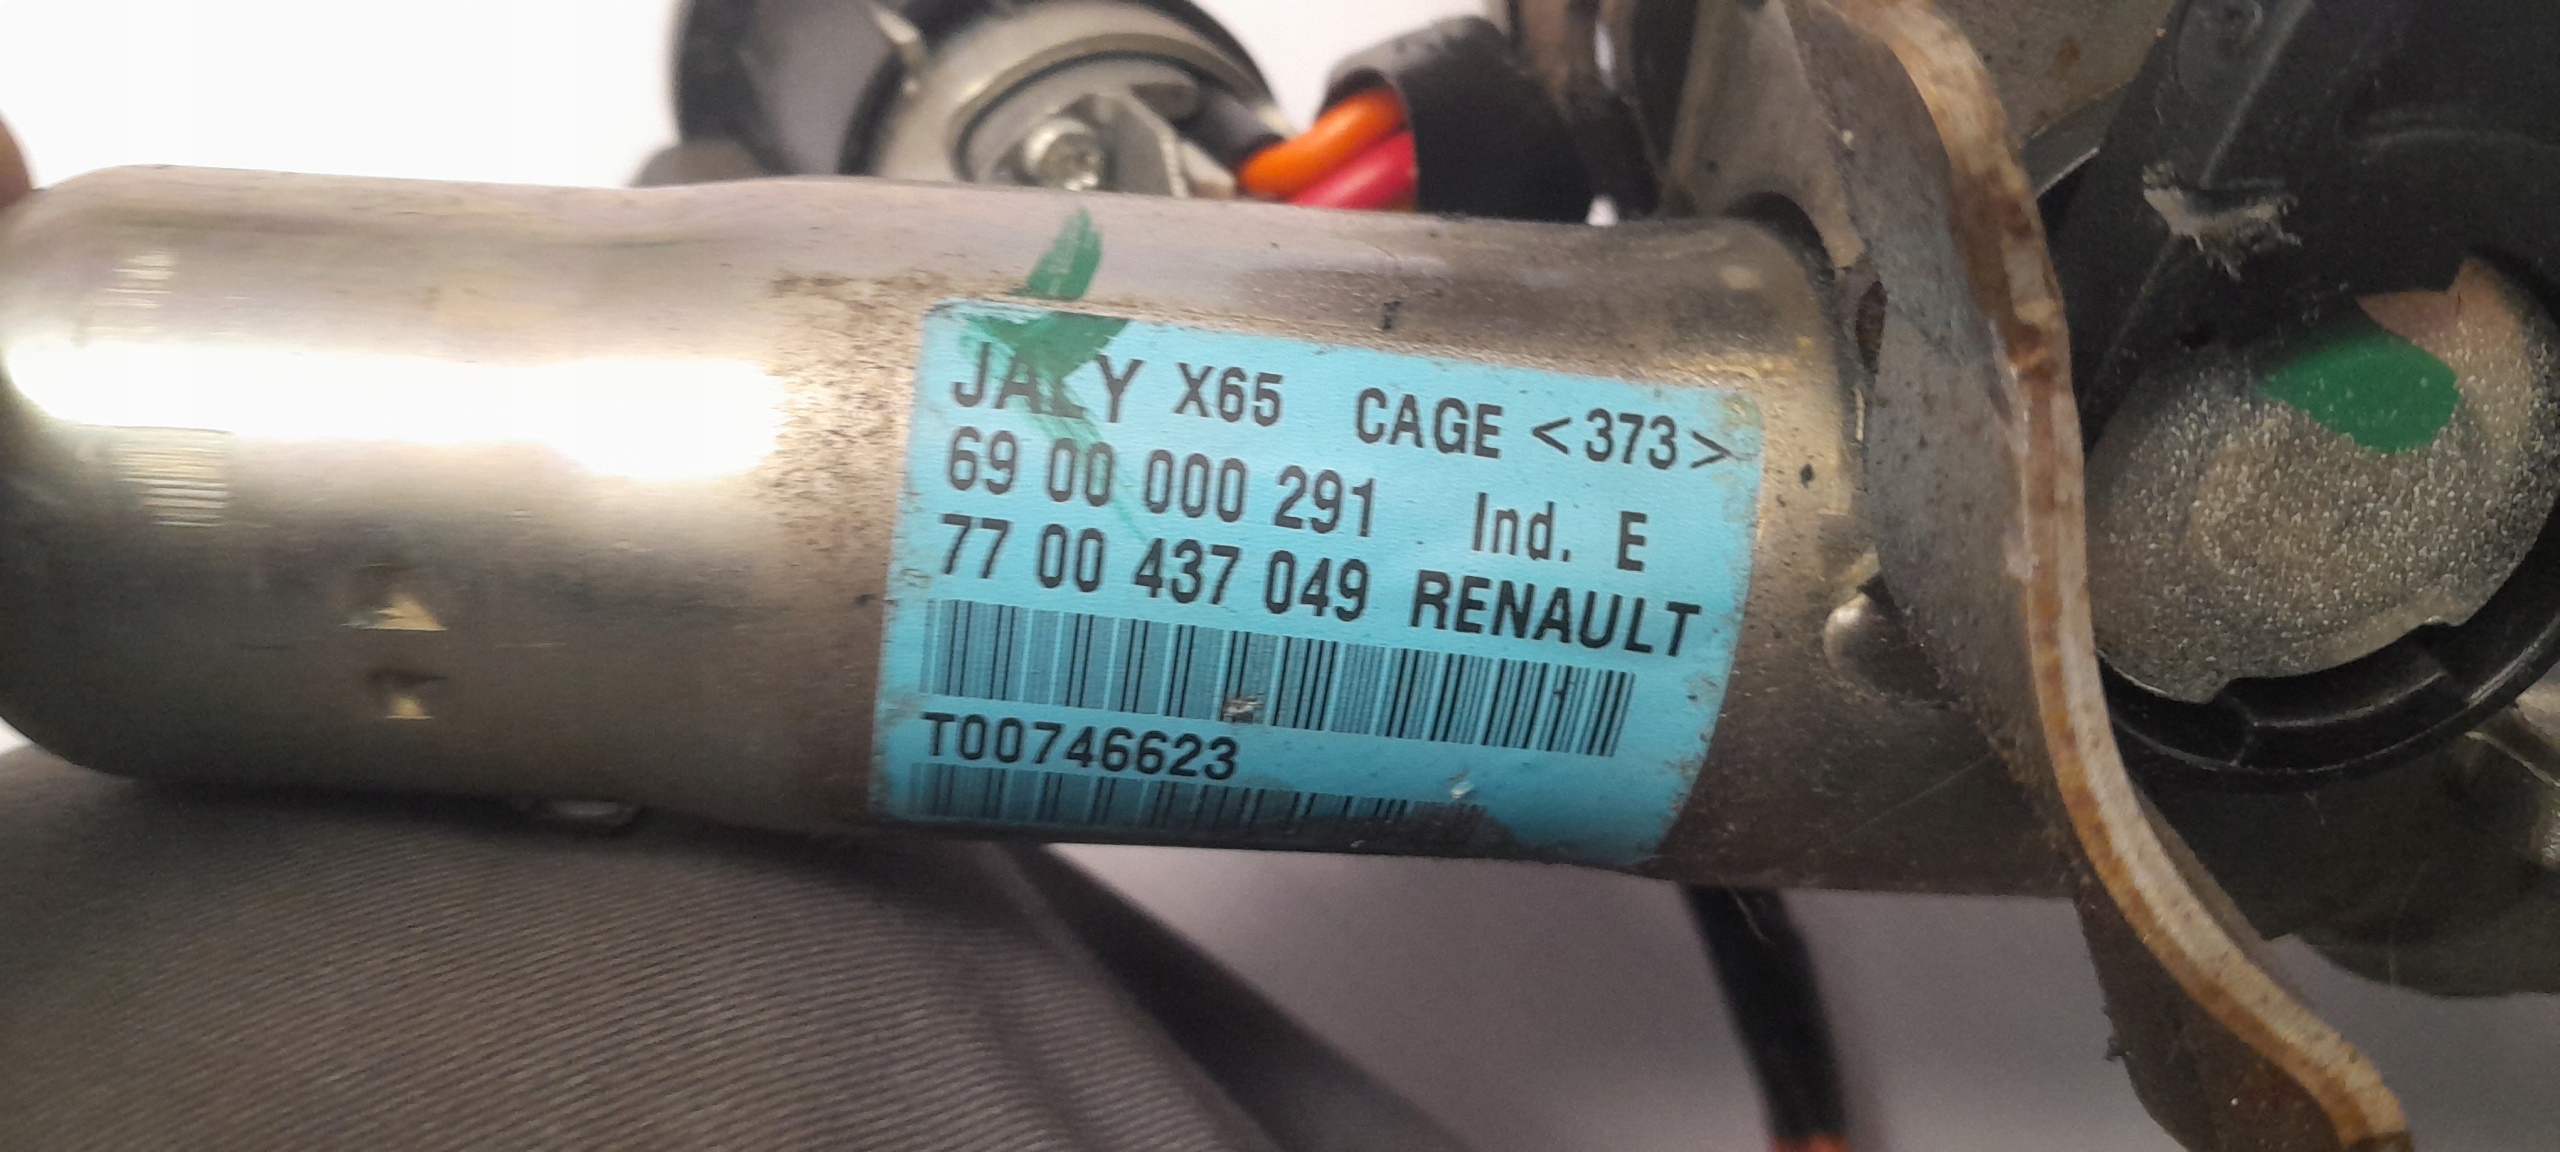 JALY X65 CAGE <373>
69 00 000 291 Ind. E
77 00 437 049 RENAULT
T00746623